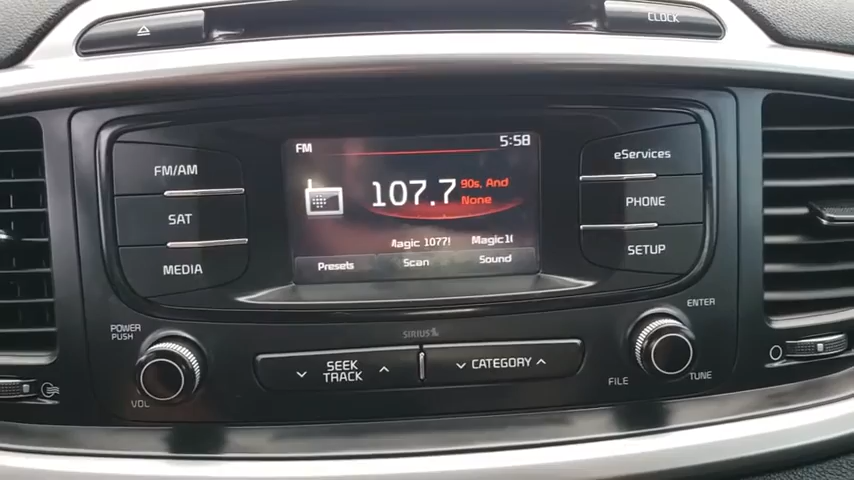 CLOCK
FM
5:58
FM/AM
SAT
MEDIA
107.7
90s, And
None
Magic 1077!
Magic1
Presets
Scan
Sound
eServices
PHONE
SETUP
POWER
PUSH
VOL
SIRIUS
SEEK
TRACK
CATEGORY
ENTER
FILE
TUNE